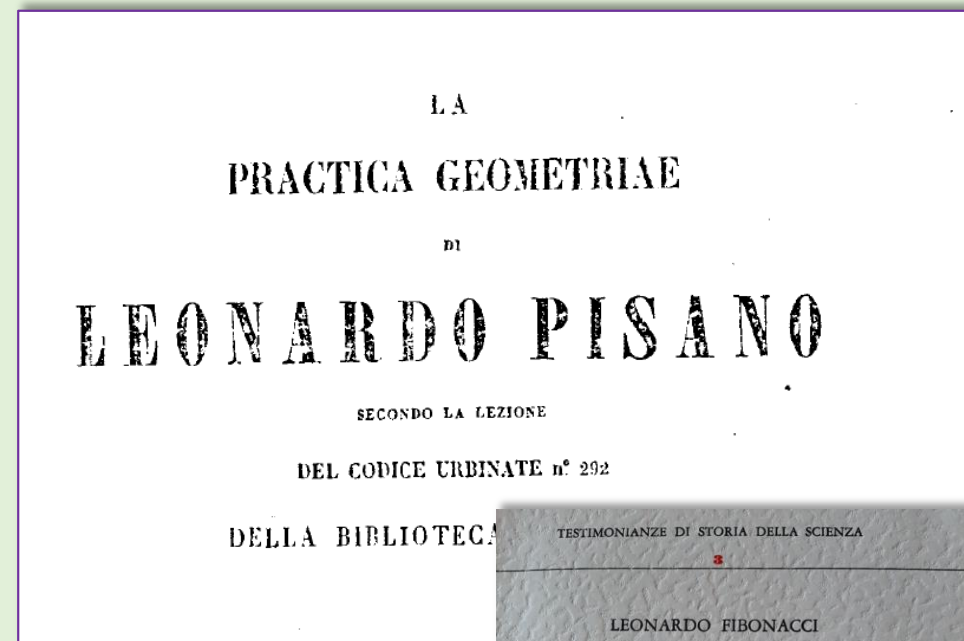 LA
PRACTICA GEOMETRIAE
DI
LEONARDO PISANO
SECONDO LA LEZIONE
DEL CODICE URBINATE nº 292
DELLA BIBLIOTECA
TESTIMONIANZE DI STORIA DELLA SCIENZA
3
LEONARDO FIBONACCI